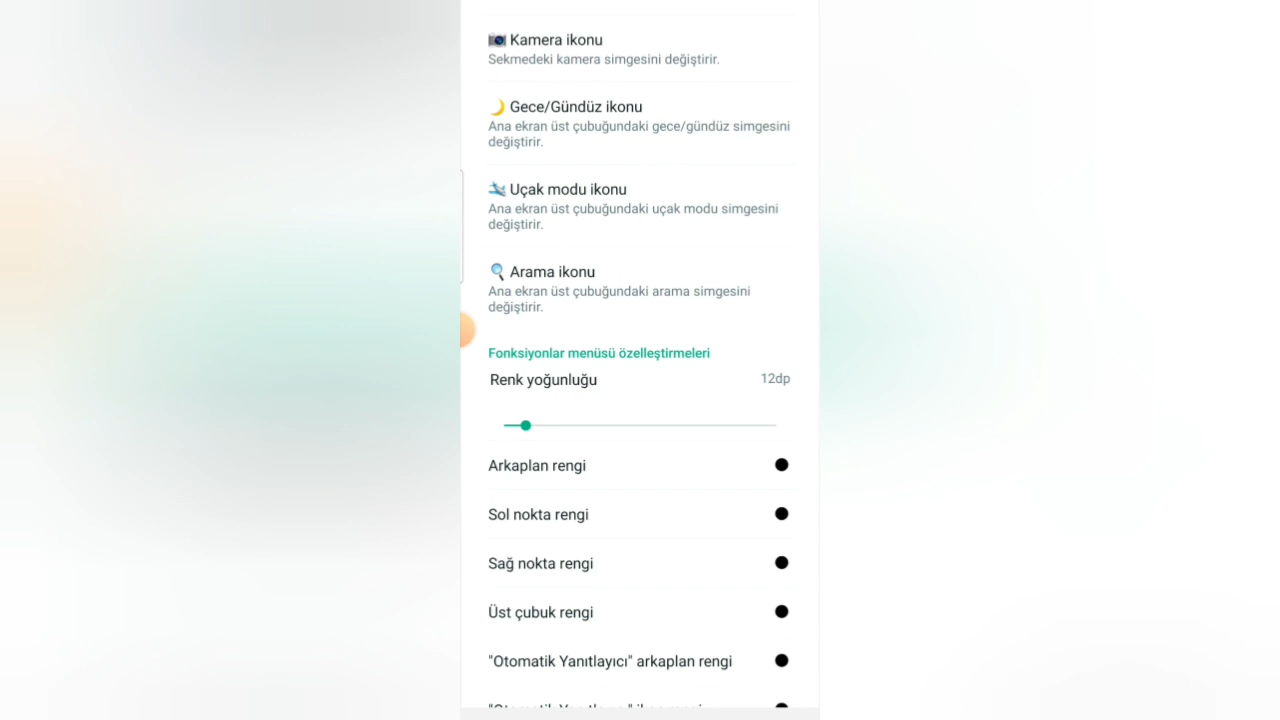 Kamera ikonu
Sekmedeki kamera simgesini değiştirir.
Gece/Gündüz ikonu
Ana ekran üst çubuğundaki gece/gündüz simgesini
değiştirir.
Uçak modu ikonu
Ana ekran üst çubuğundaki uçak modu simgesini
değiştirir.
Arama ikonu
Ana ekran üst çubuğundaki arama simgesini
değiştirir.
Fonksiyonlar menüsü özelleştirmeleri
Renk yoğunluğu 12dp
Arkaplan rengi
Sol nokta rengi
Sağ nokta rengi
Üst çubuk rengi
"Otomatik Yanıtlayıcı" arkaplan rengi